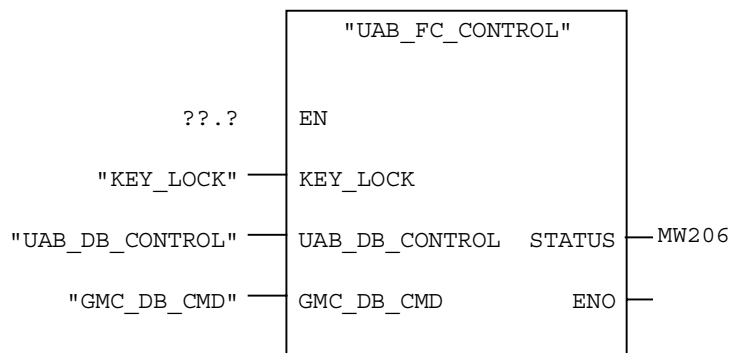 "UAB_FC_CONTROL"
??.? EN
"KEY_LOCK" KEY_LOCK
"UAB_DB_CONTROL" UAB_DB_CONTROL STATUS MW206
"GMC_DB_CMD" GMC_DB_CMD ENO